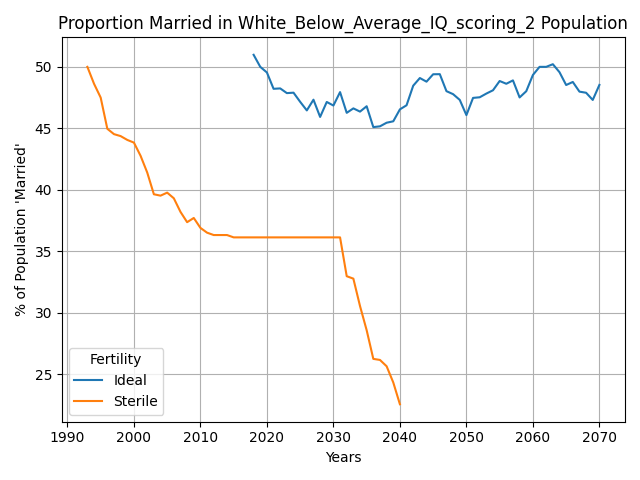 Proportion Married in White_Below_Average_IQ_scoring_2 Population
% of Population 'Married'
50
45
40
35
30
25
Fertility
Ideal
Sterile
1990 2000 2010 2020 2030 2040 2050 2060 2070
Years